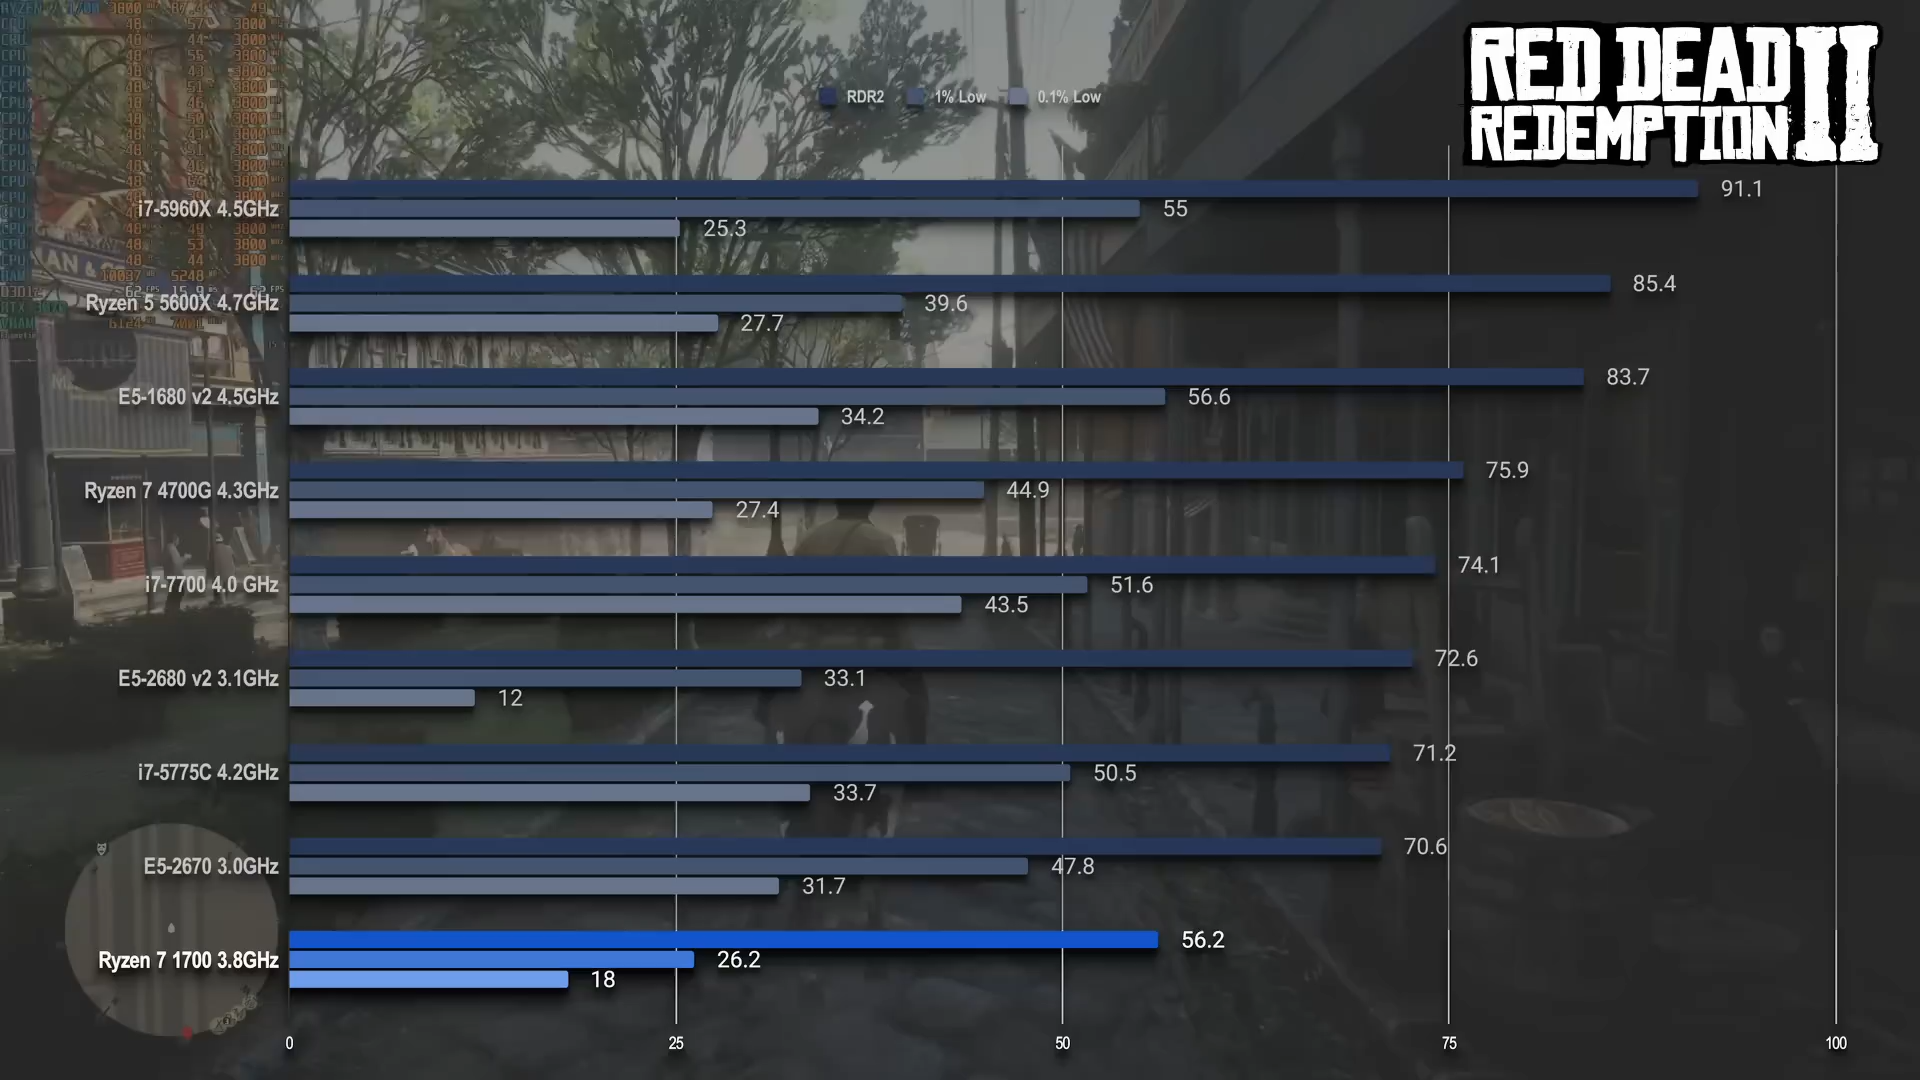 RED DEAD
REDEMPTION II
RDR2 1% Low 0.1% Low
i7-5960X 4.5GHz
91.1
55
25.3
Ryzen 5 5600X 4.7GHz
85.4
39.6
27.7
E5-1680 v2 4.5GHz
83.7
56.6
34.2
Ryzen 7 4700G 4.3GHz
75.9
44.9
27.4
i7-7700 4.0 GHz
74.1
51.6
43.5
E5-2680 v2 3.1GHz
72.6
33.1
12
i7-5775C 4.2GHz
71.2
50.5
33.7
E5-2670 3.0GHz
70.6
47.8
31.7
Ryzen 7 1700 3.8GHz
56.2
26.2
18
0 25 50 75 100